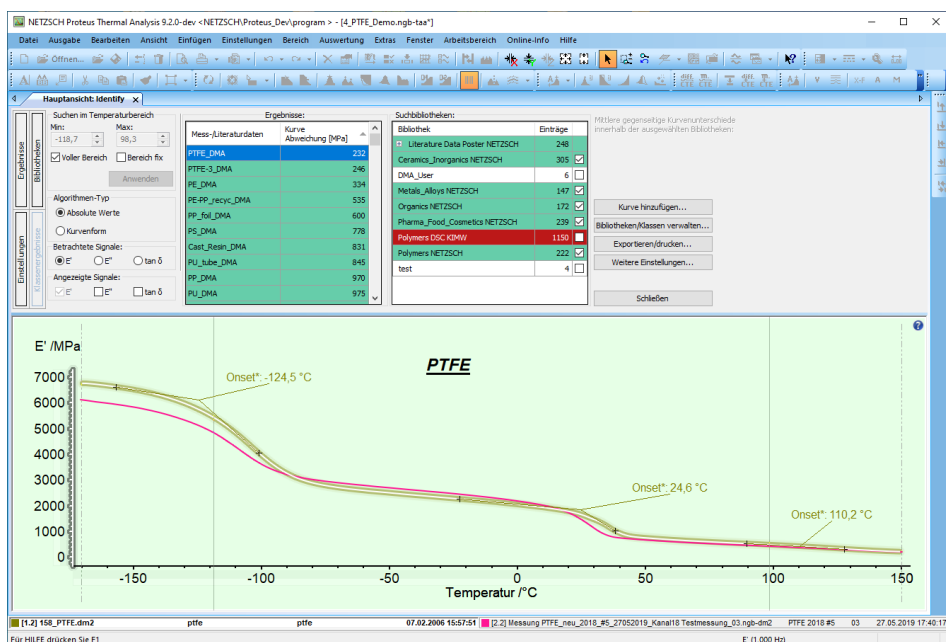 NETZSCH Proteus Thermal Analysis 9.2.0-dev <NETZSCH\Proteus_Dev\program > - [4_PTFE_Demo.ngb-taa*]
Datei Ausgabe Bearbeiten Ansicht Einfügen Einstellungen Bereich Auswertung Extras Fenster Arbeitsbereich Online-Info Hilfe
Öffnen...
Hauptansicht: Identify
Ergebnisse
Bibliotheken
Einstellungen
Klassenergebnisse
Suchen im Temperaturbereich
Min: Max:
-118,7 98,3
Voller Bereich Bereich fix
Anwenden
Algorithmen-Typ
Absolute Werte
Kurvenform
Betrachtete Signale:
E' E" tan δ
Angezeigte Signale:
E' E" tan δ
Ergebnisse:
Mess-/Literaturdaten Kurve Abweichung [MPa]
PTFE_DMA 232
PTFE-3_DMA 246
PE_DMA 334
PE-PP_recyc_DMA 535
PP_foil_DMA 600
PS_DMA 778
Cast_Resin_DMA 831
PU_tube_DMA 845
PP_DMA 970
PU_DMA 975
Suchbibliotheken:
Bibliothek Einträge
Literature Data Poster NETZSCH 248
Ceramics_Inorganics NETZSCH 305
DMA_User 6
Metals_Alloys NETZSCH 147
Organics NETZSCH 172
Pharma_Food_Cosmetics NETZSCH 239
Polymers DSC KIMW 1150
Polymers NETZSCH 222
test 4
Mittlere gegenseitige Kurvenunterschiede
innerhalb der ausgewählten Bibliotheken:
Kurve hinzufügen...
Bibliotheken/Klassen verwalten...
Exportieren/drucken...
Weitere Einstellungen...
Schließen
E' /MPa
PTFE
7000
6000
5000
4000
3000
2000
1000
0
Onset*: -124,5 °C
Onset*: 24,6 °C
Onset*: 110,2 °C
-150 -100 -50 0 50 100 150
Temperatur /°C
[1.2] 158_PTFE.dm2 ptfe ptfe 07.02.2006 15:57:51 [2.2] Messung PTFE_neu_2018_#5_27052019_Kanal18 Testmessung_03.ngb-dm2 PTFE 2018 #5 03 27.05.2019 17:40:17
Für HILFE drücken Sie F1 E' (1,000 Hz)